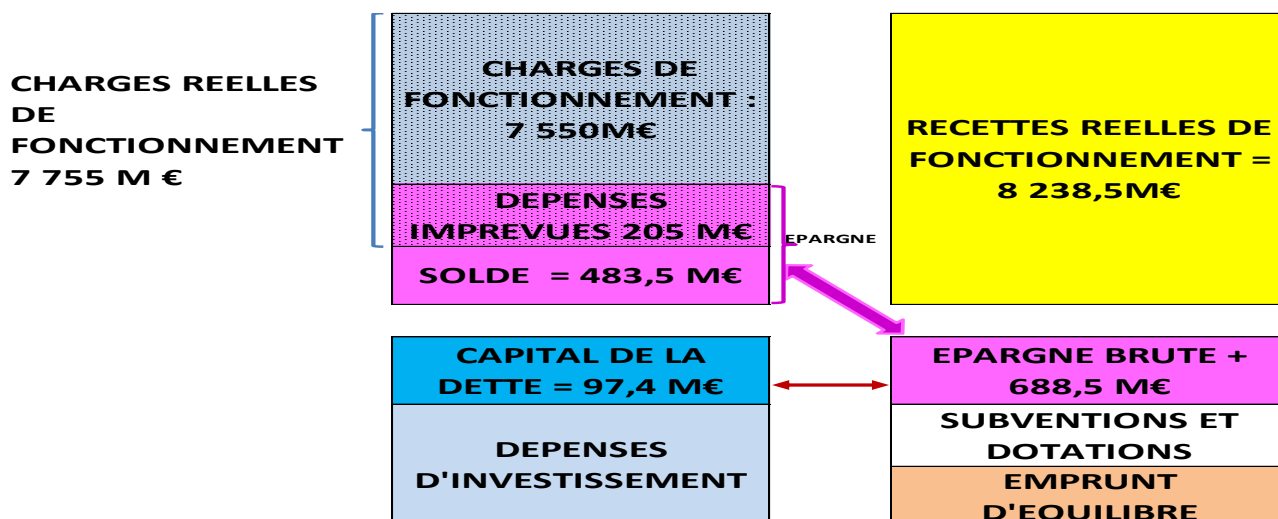 CHARGES REELLES
DE
FONCTIONNEMENT
7 755 M €
CHARGES DE
FONCTIONNEMENT :
7 550M€
DEPENSES
IMPREVUES 205 M€
SOLDE = 483,5 M€
EPARGNE
RECETTES REELLES DE
FONCTIONNEMENT =
8 238,5M€
CAPITAL DE LA
DETTE = 97,4 M€
DEPENSES
D'INVESTISSEMENT
EPARGNE BRUTE +
688,5 M€
SUBVENTIONS ET
DOTATIONS
EMPRUNT
D'EQUILIBRE